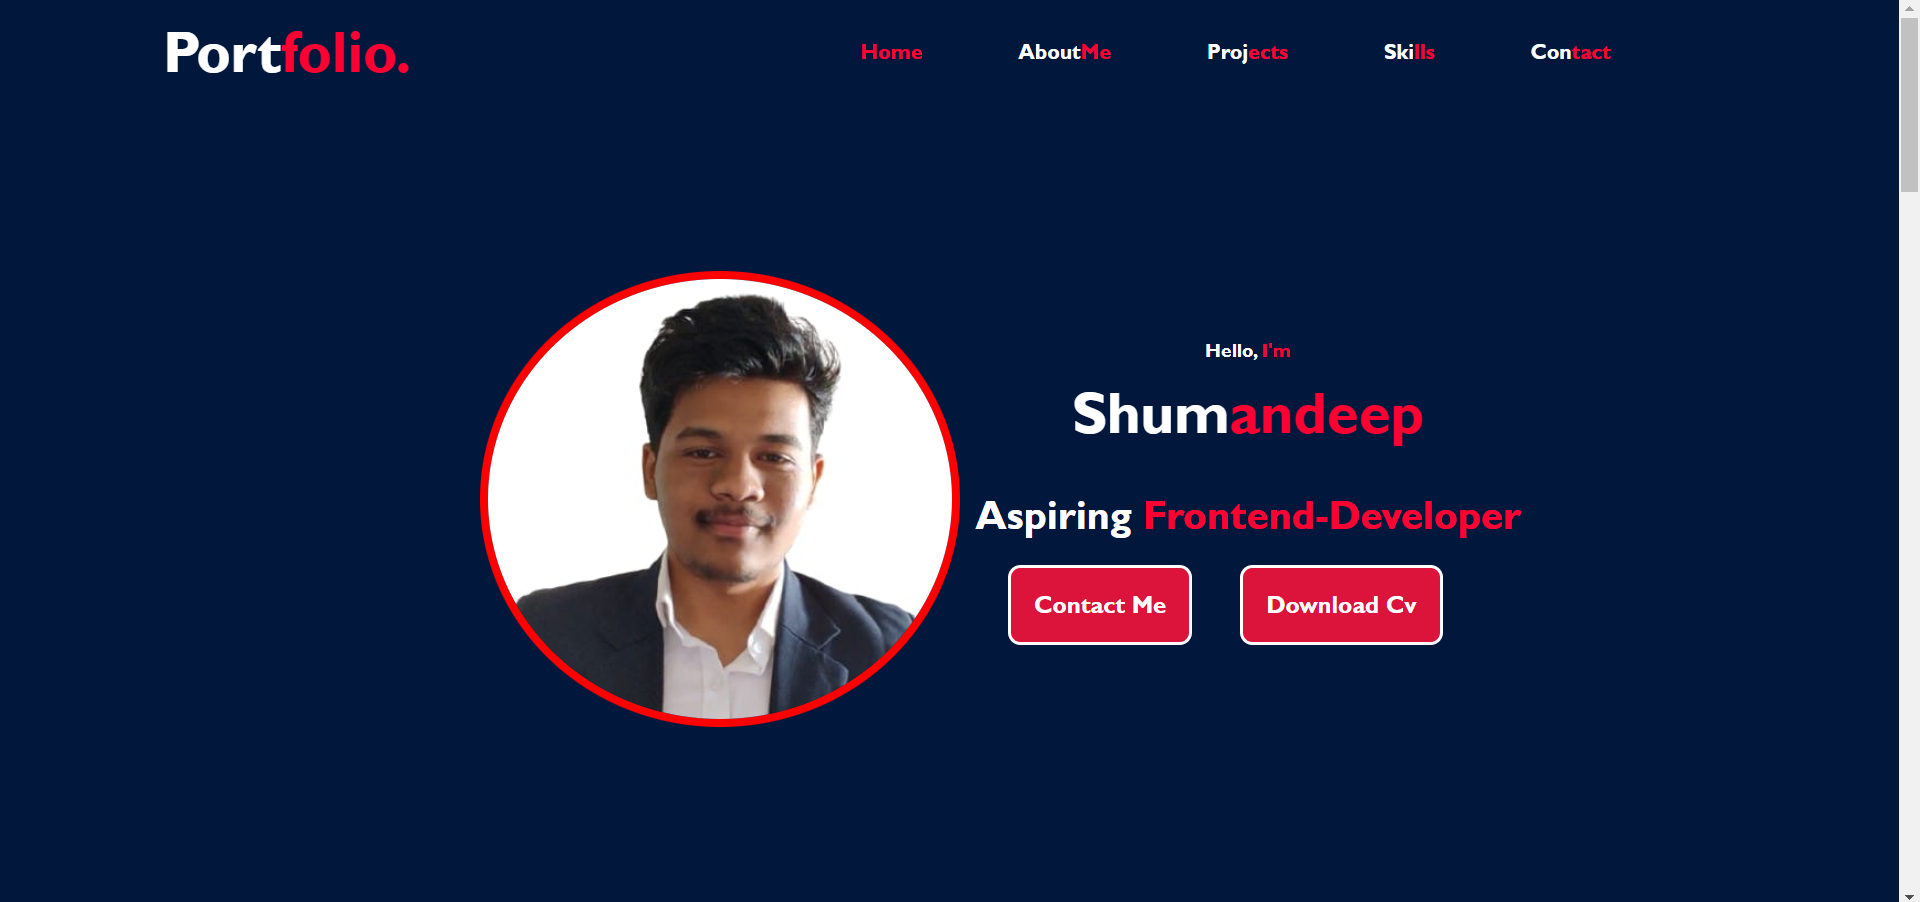 Portfolio.
Home AboutMe Projects Skills Contact
Hello, I'm
Shumandeep
Aspiring Frontend-Developer
Contact Me Download Cv